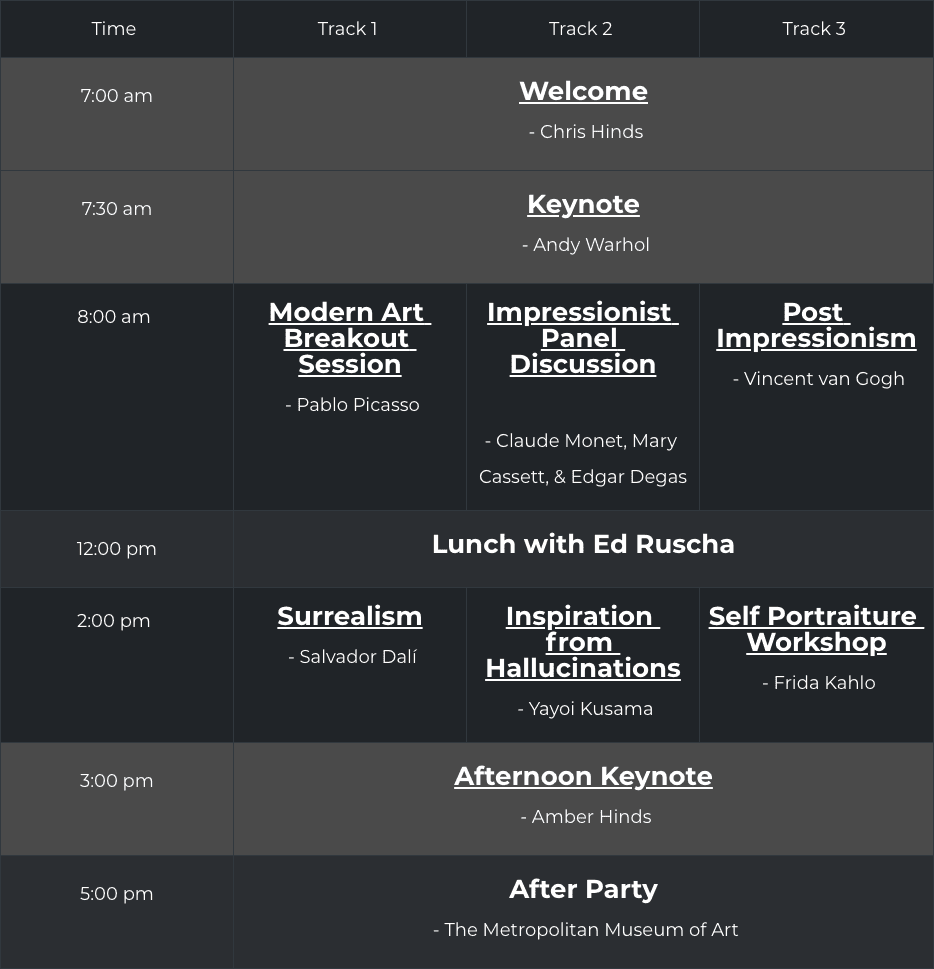 Time
Track 1
Track 2
Track 3
7:00 am
Welcome
- Chris Hinds
7:30 am
Keynote
- Andy Warhol
8:00 am
Modern Art
Breakout
Session
- Pablo Picasso
Impressionist
Panel
Discussion
- Claude Monet, Mary
Cassett, & Edgar Degas
Post
Impressionism
- Vincent van Gogh
12:00 pm
Lunch with Ed Ruscha
2:00 pm
Surrealism
- Salvador Dalí
Inspiration
from
Hallucinations
- Yayoi Kusama
Self Portraiture
Workshop
- Frida Kahlo
3:00 pm
Afternoon Keynote
- Amber Hinds
5:00 pm
After Party
- The Metropolitan Museum of Art